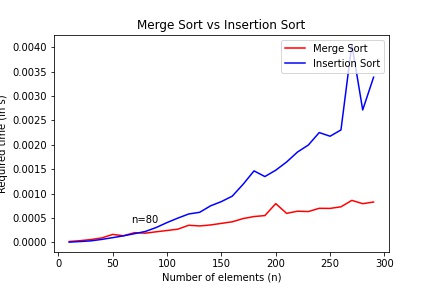 Merge Sort vs Insertion Sort
Merge Sort
Insertion Sort
0.0040
0.0035
0.0030
0.0025
0.0020
0.0015
0.0010
0.0005
0.0000
Required time (in s)
n=80
0
50
100
150
200
250
300
Number of elements (n)